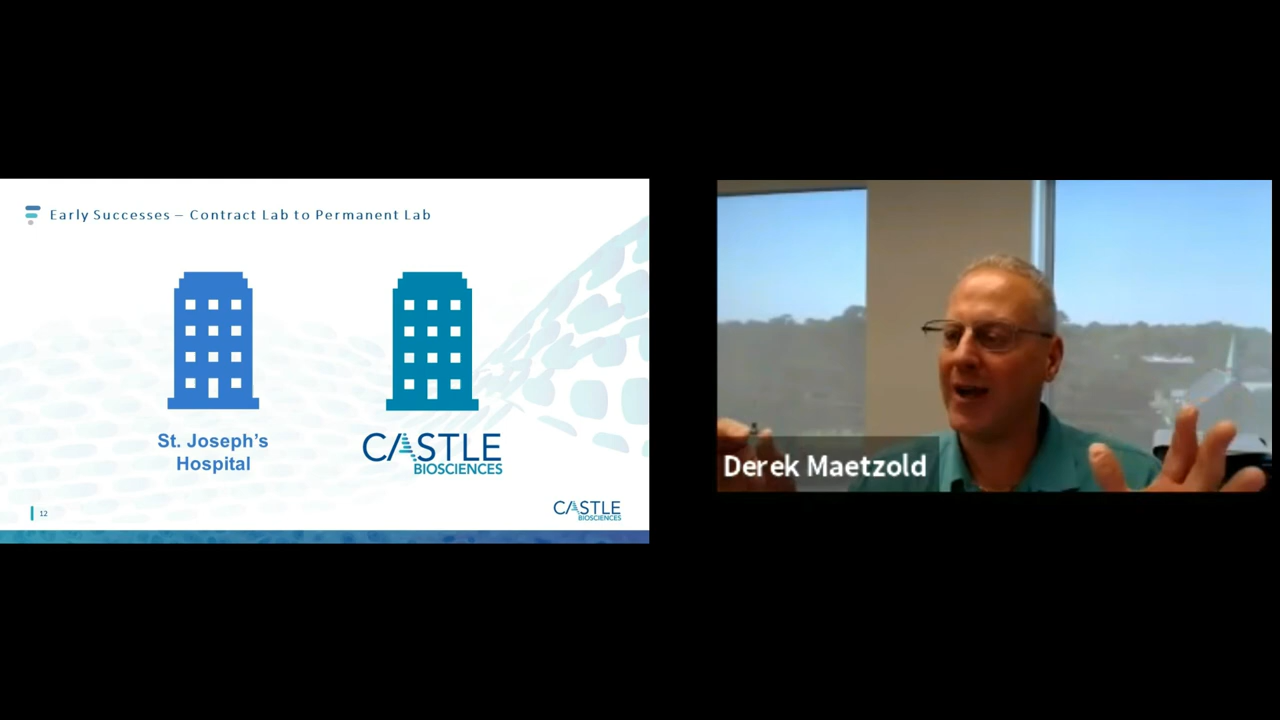 Early Successes – Contract Lab to Permanent Lab
St. Joseph’s
Hospital
CASTLE
BIOSCIENCES
12
CASTLE
BIOSCIENCES
Derek Maetzold